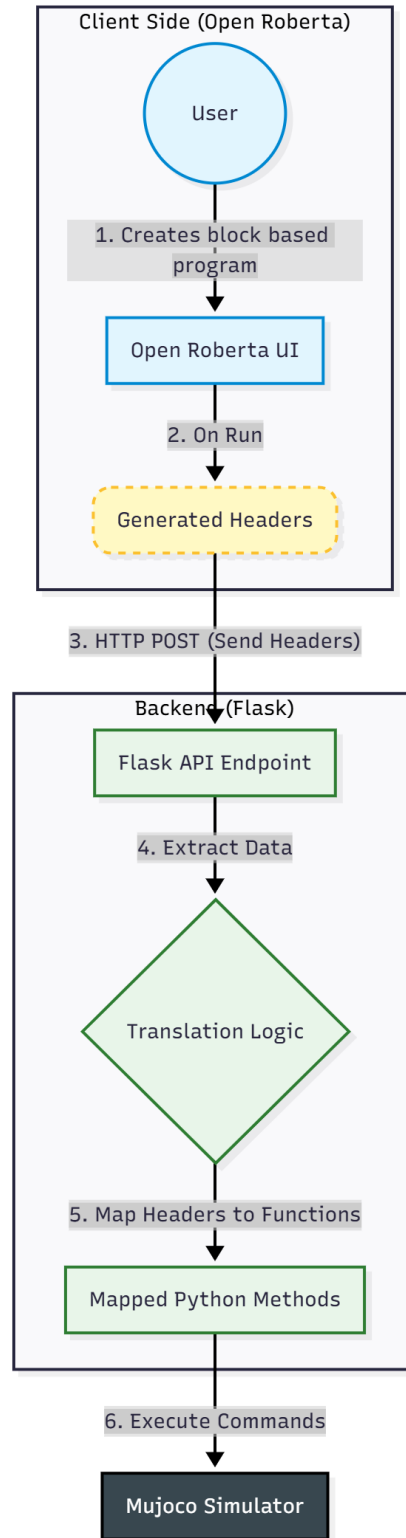 Client Side (Open Roberta)
User
1. Creates block based
program
Open Roberta UI
2. On Run
Generated Headers
3. HTTP POST (Send Headers)
Backend (Flask)
Flask API Endpoint
4. Extract Data
Translation Logic
5. Map Headers to Functions
Mapped Python Methods
6. Execute Commands
Mujoco Simulator